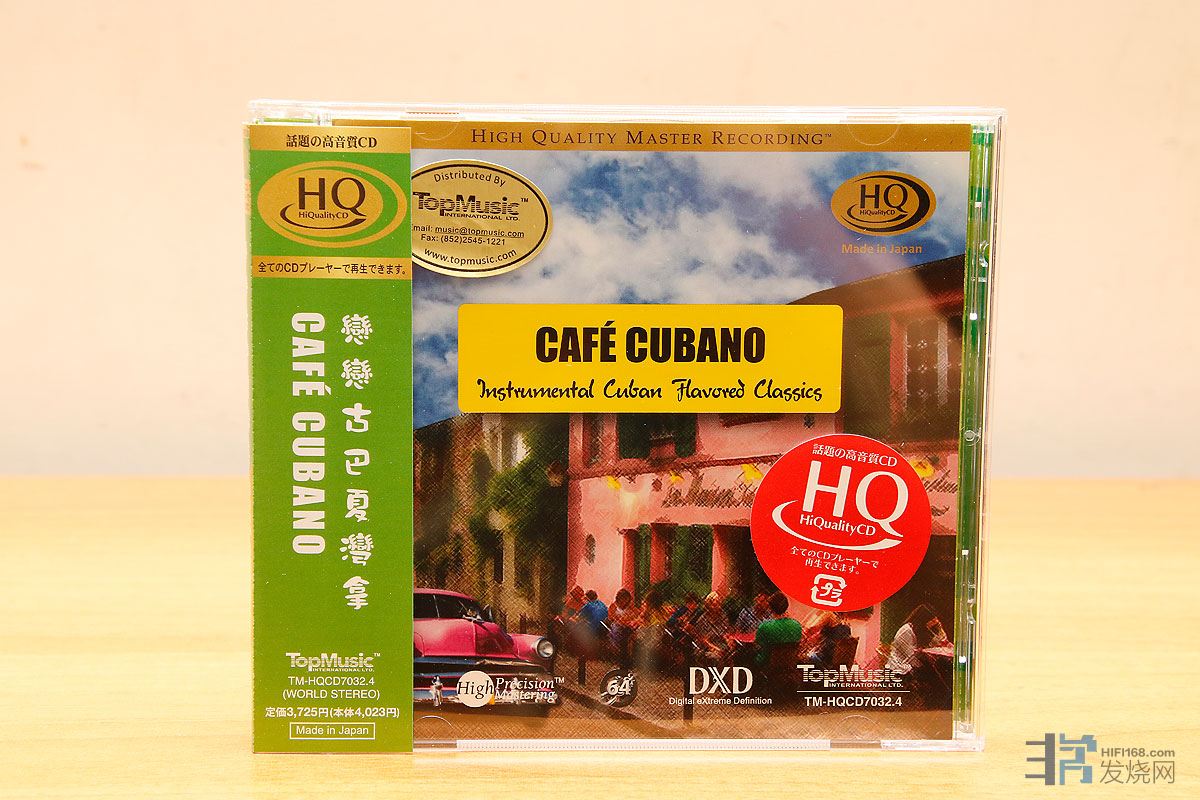 話題の高音質CD
HQ
HiQualityCD
全てのCDプレーヤーで再生できます。
戀戀古巴夏灣拿
CAFÉ CUBANO
TopMusic™
INTERNATIONAL LTD.
TM-HQCD7032.4
(WORLD STEREO)
定価3,725円(本体4,023円)
Made in Japan
HIGH QUALITY MASTER RECORDING™
Distributed By
TopMusic™
INTERNATIONAL LTD.
mail: music@topmusic.com
Fax: (852)2545-1221
www.topmusic.com
HQ
HiQualityCD
Made in Japan
CAFÉ CUBANO
Instrumental Cuban Flavored Classics
話題の高音質CD
HQ
HiQualityCD
全てのCDプレーヤーで
再生できます。
プラ
High Precision™
Mastering
64
DXD
Digital eXtreme Definition
TopMusic
INTERNATIONAL LTD.
TM-HQCD7032.4
HIFI168.com
发烧网